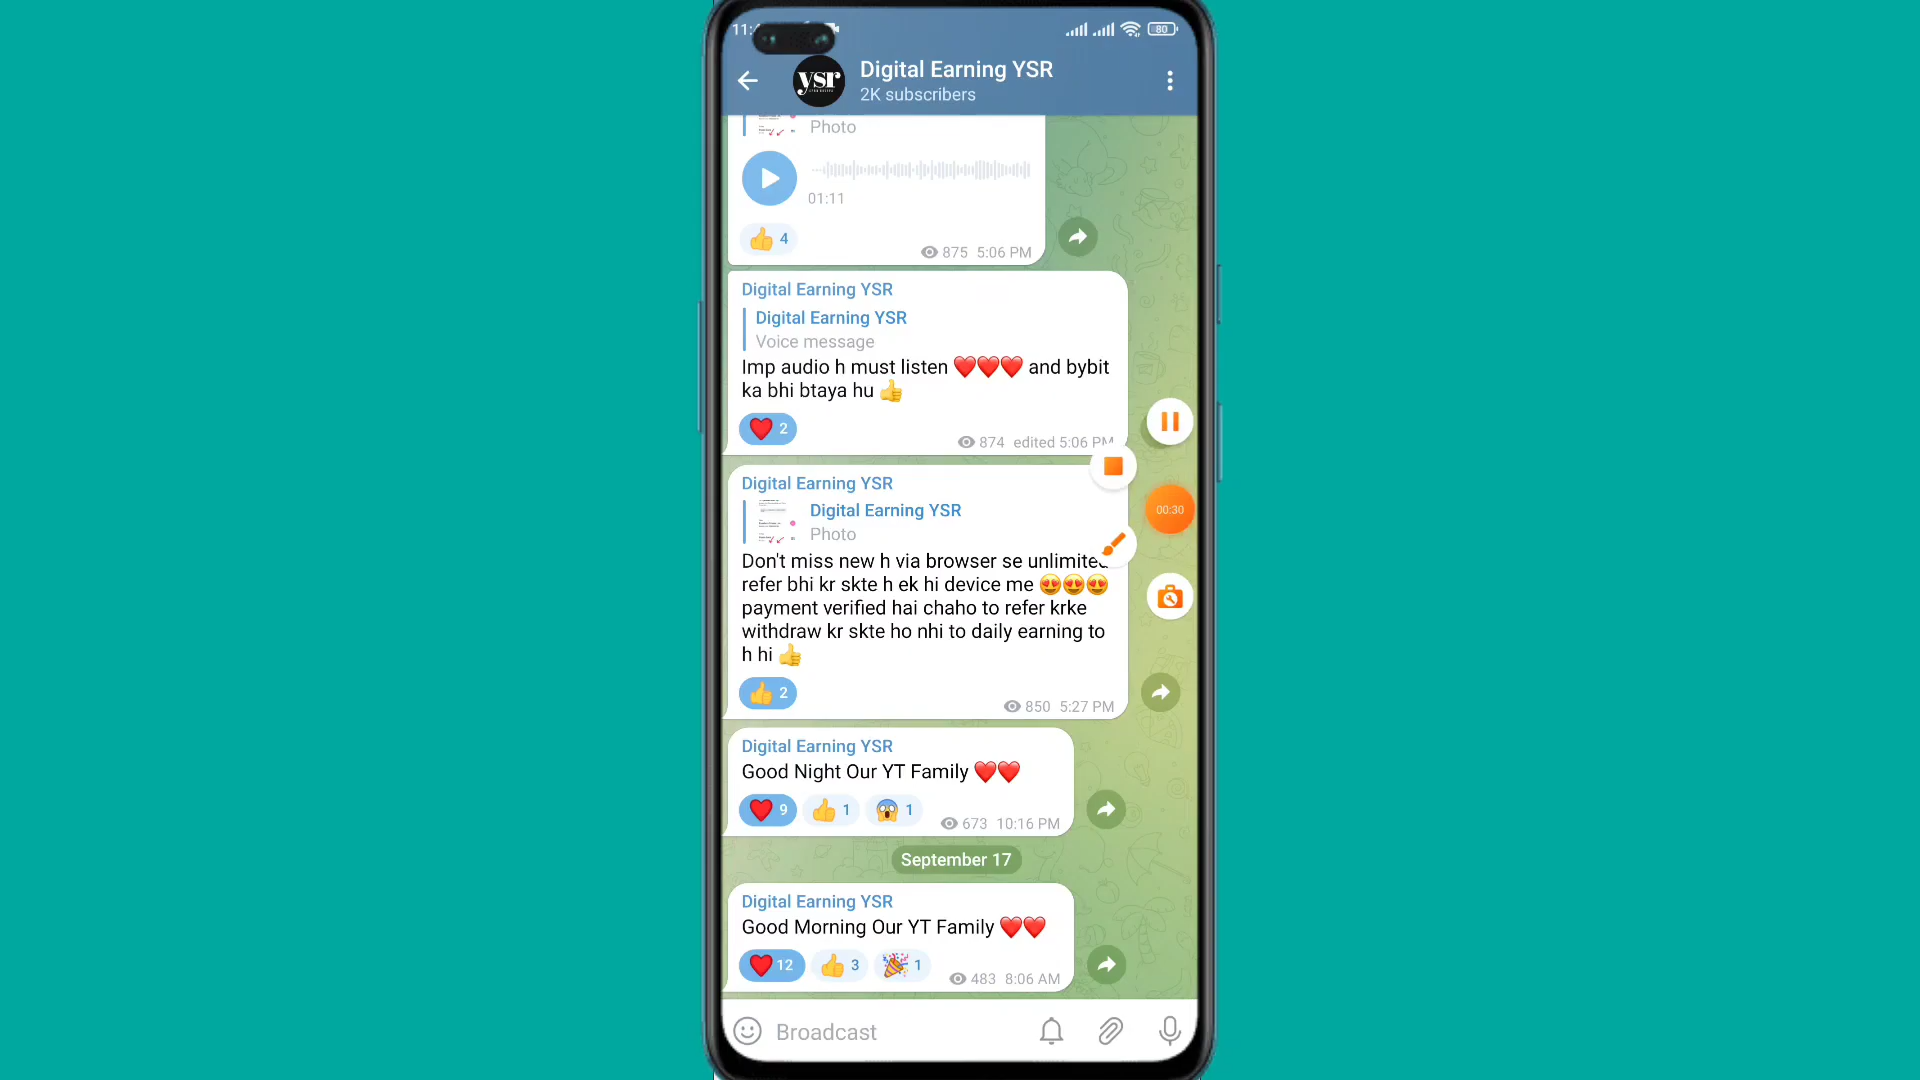 11:
80
ysr
Digital Earning YSR
2K subscribers
Photo
01:11
4
875 5:06 PM
Digital Earning YSR
Digital Earning YSR
Voice message
Imp audio h must listen ❤️❤️❤️ and bybit
ka bhi btaya hu 👍
2
874 edited 5:06 PM
Digital Earning YSR
Digital Earning YSR
Photo
00:30
Don't miss new h via browser se unlimited
refer bhi kr skte h ek hi device me 😍😍😍
payment verified hai chaho to refer krke
withdraw kr skte ho nhi to daily earning to
h hi 👍
2
850 5:27 PM
Digital Earning YSR
Good Night Our YT Family ❤️❤️
9 1 1
673 10:16 PM
September 17
Digital Earning YSR
Good Morning Our YT Family ❤️❤️
12 3 1
483 8:06 AM
Broadcast